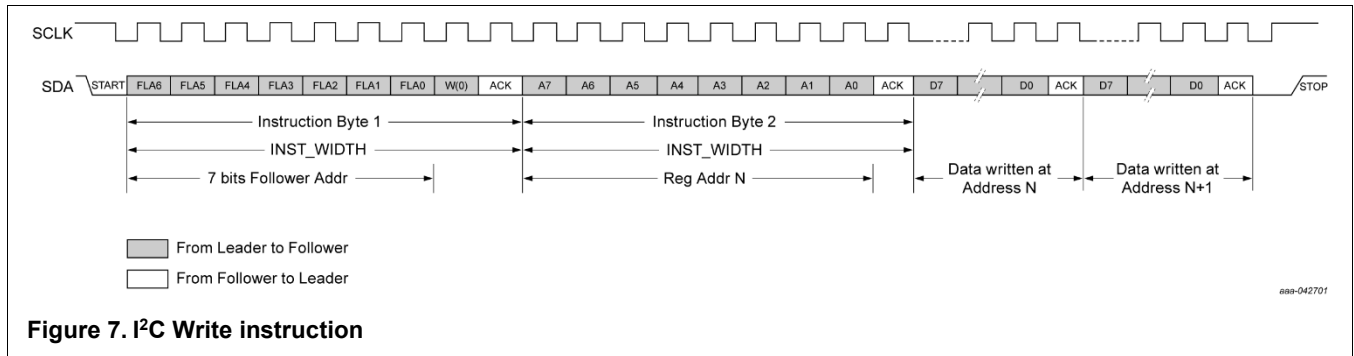 SCLK
SDA START FLA6 FLA5 FLA4 FLA3 FLA2 FLA1 FLA0 W(0) ACK A7 A6 A5 A4 A3 A2 A1 A0 ACK D7 D0 ACK D7 D0 ACK STOP
Instruction Byte 1 Instruction Byte 2
INST_WIDTH INST_WIDTH
7 bits Follower Addr Reg Addr N Data written at Data written at
Address N Address N+1
From Leader to Follower
From Follower to Leader
aaa-042701
Figure 7. I²C Write instruction